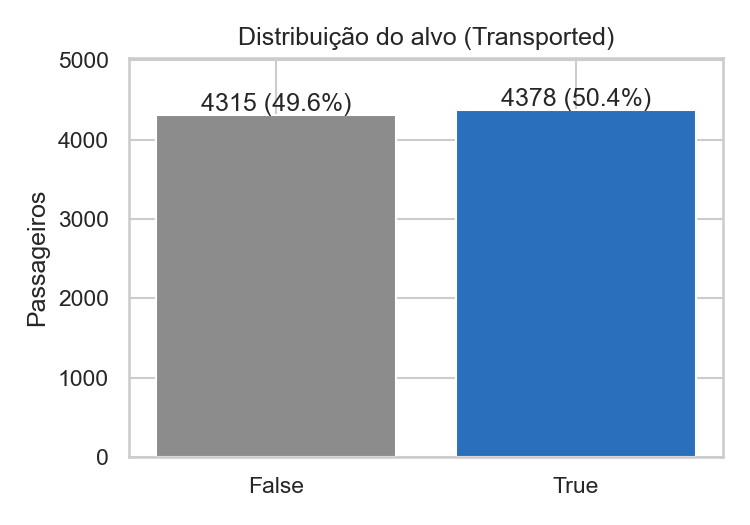 Distribuição do alvo (Transported)
Passageiros
5000
4000
3000
2000
1000
0
4315 (49.6%)
4378 (50.4%)
False
True